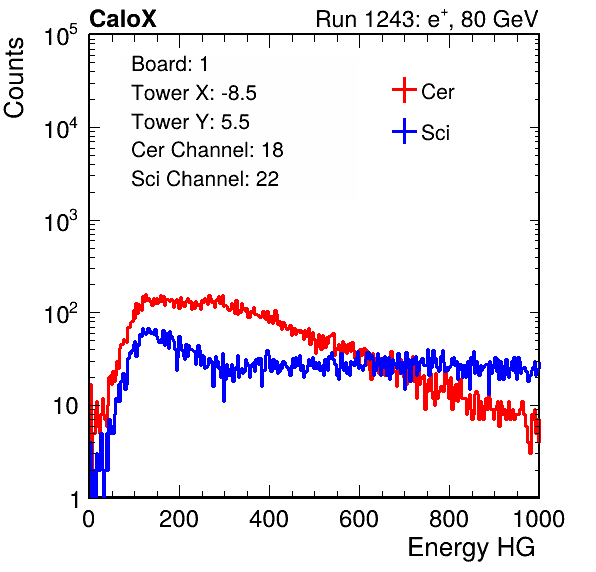 CaloX
Run 1243: e+, 80 GeV
Counts
Board: 1
Tower X: -8.5
Tower Y: 5.5
Cer Channel: 18
Sci Channel: 22
Cer
Sci
10^5
10^4
10^3
10^2
10
1
0 200 400 600 800 1000
Energy HG